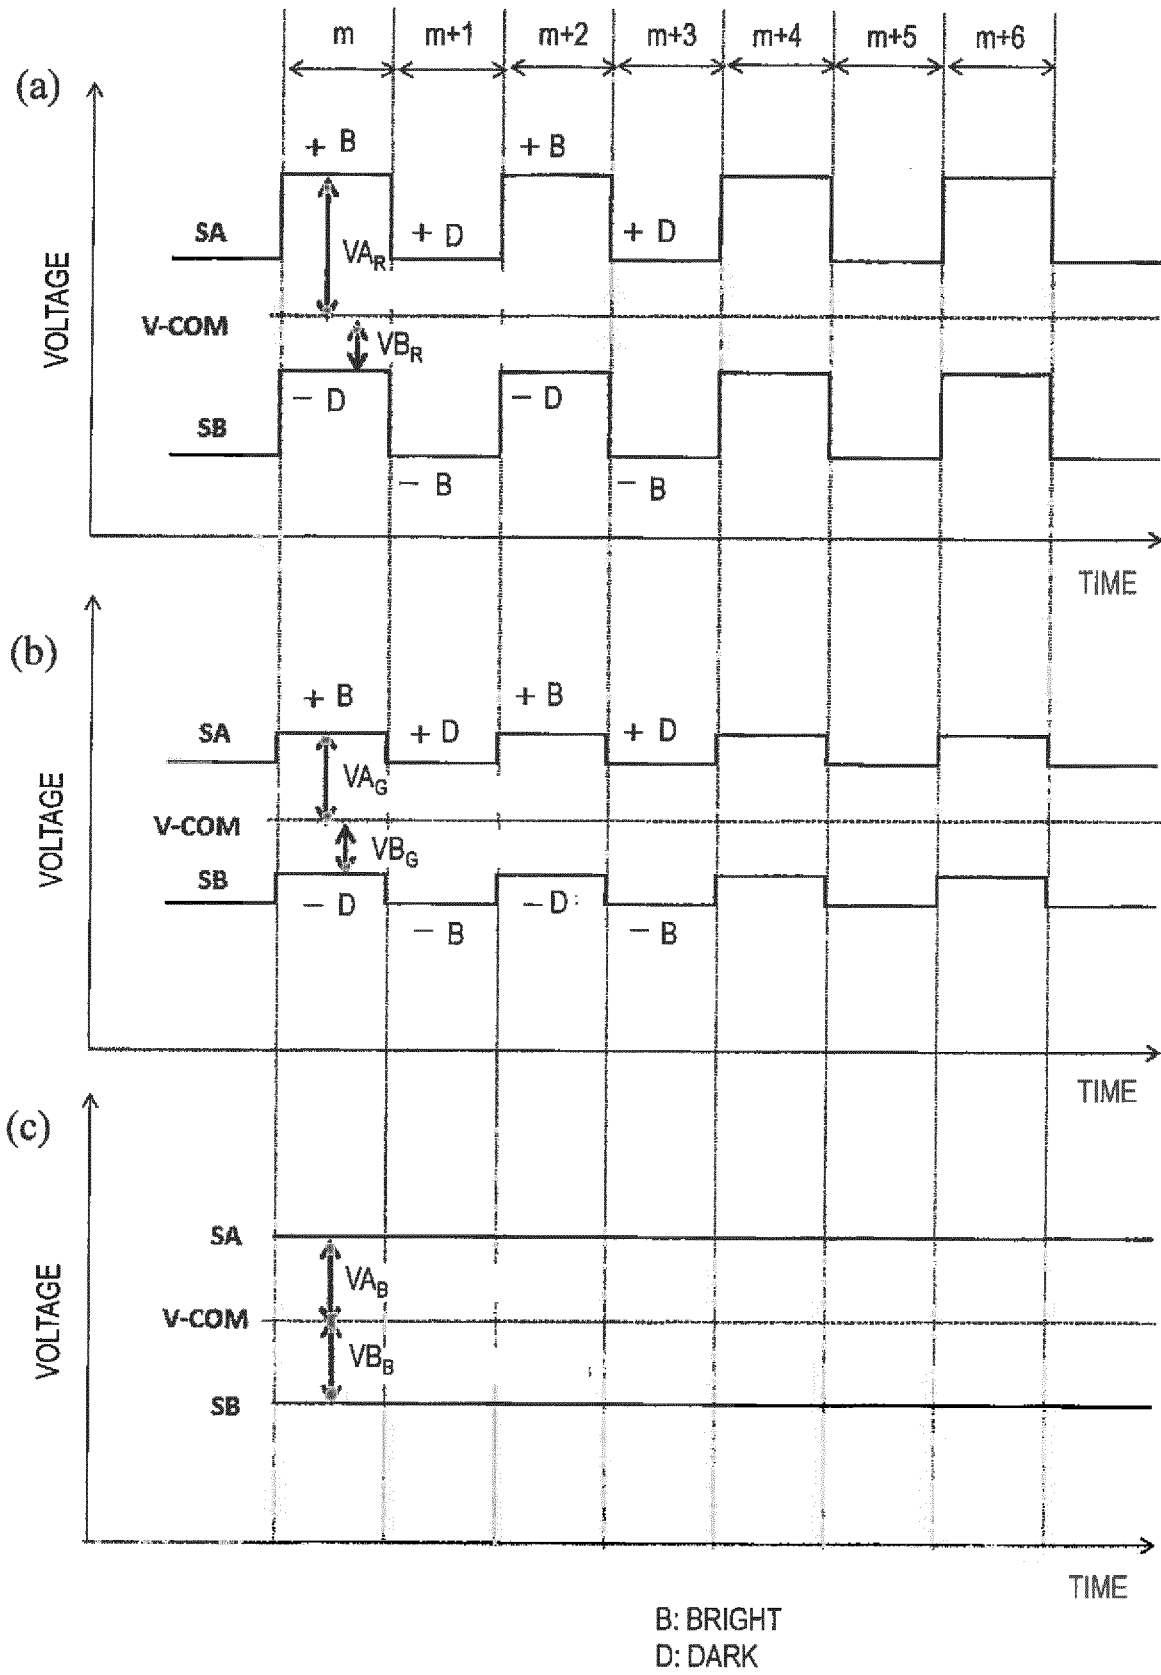 m m+1 m+2 m+3 m+4 m+5 m+6
(a)
+ B + B
SA + D + D
VA_R
VOLTAGE
V-COM
VB_R
- D - D
SB
- B - B
TIME
(b)
+ B + B
SA + D + D
VA_G
VOLTAGE
V-COM
VB_G
SB
- D - D
- B - B
TIME
(c)
SA
VA_B
VOLTAGE
V-COM
VB_B
SB
TIME
B: BRIGHT
D: DARK